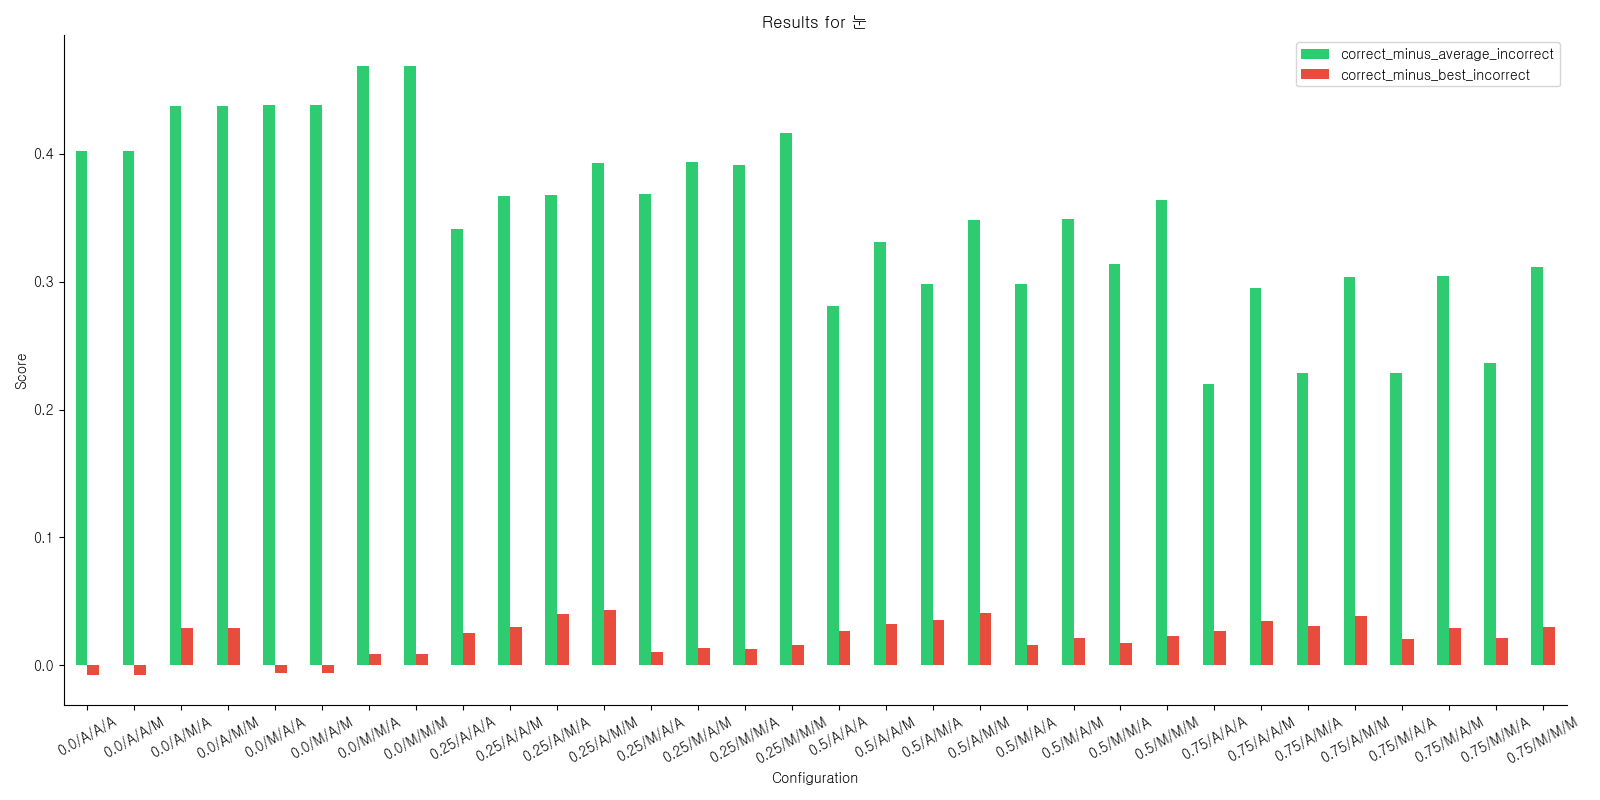 Results for 눈
correct_minus_average_incorrect
correct_minus_best_incorrect
Score
0.4
0.3
0.2
0.1
0.0
0.0/A/A/A
0.0/A/A/M
0.0/A/M/A
0.0/A/M/M
0.0/M/A/A
0.0/M/A/M
0.0/M/M/A
0.0/M/M/M
0.25/A/A/A
0.25/A/A/M
0.25/A/M/A
0.25/A/M/M
0.25/M/A/A
0.25/M/A/M
0.25/M/M/A
0.25/M/M/M
0.5/A/A/A
0.5/A/A/M
0.5/A/M/A
0.5/A/M/M
0.5/M/A/A
0.5/M/A/M
0.5/M/M/A
0.5/M/M/M
0.75/A/A/A
0.75/A/A/M
0.75/A/M/A
0.75/A/M/M
0.75/M/A/A
0.75/M/A/M
0.75/M/M/A
0.75/M/M/M
Configuration